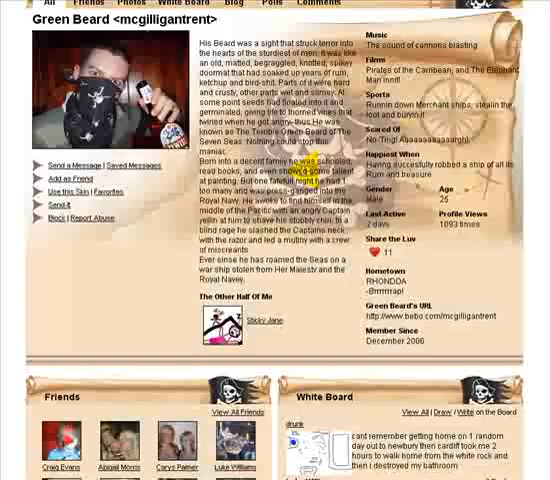 All Friends Photos White Board Blog Polls Comments
Green Beard <mcgilligantrent>
His Beard was a sight that struck terror into
the hearts of the sturdiest of men. It was like
an old, matted, begraggled, knotted, spikey
doormat that had soaked up years of rum,
ketchup and bird-shit. Parts of it were hard
and crusty, other parts wet and slimey. At
some point seeds had floated into it and
germinated, giving life to thorned vines that
twirled when he got angry- thus He was
known as The Terrible Green Beard of The
Seven Seas. Nothing could stop this
maniac.
Born into a decent family he was schooled,
read books, and even showed some talent
at painting. But one fatefull night he had 1
too many and was press-ganged into the
Royal Navy. He awoke to find himself in the
middle of the Pacific with an angry Captain
yellin at him to shave his stubbly chin. In a
blind rage he slashed the Captains neck
with the razor and led a mutiny with a crew
of miscreants
Ever sinse he has roamed the Seas on a
war ship stolen from Her Majesty and the
Royal Navey.
The Other Half Of Me
Sticky Jane
Send a Message | Saved Messages
Add as Friend
Use this Skin | Favorites
Send-It
Block | Report Abuse
Music
The sound of cannons blasting
Films
Pirates of the Carribean, and The Elephant
Man innit!
Sports
Runnin down Merchant ships, stealin the
loot and buryin it
Scared Of
No Ting! Aaaaaaaaaaarghh!
Happiest When
Having succesfully robbed a ship of all its
Rum and treasure
Gender Age
Male 25
Last Active Profile Views
2 days 1093 times
Share the Luv
11
Hometown
RHONDDA
-Brrrrrrap!
Green Beard's URL
http://www.bebo.com/mcgilligantrent
Member Since
December 2006
Friends
View All Friends
Craig Evans Abigail Morris Carys Palmer Luke Williams
White Board
View All | Draw / Write on the Board
drunk
cant remember getting home on 1 random
day out to newbury then cardiff took me 2
hours to walk home from the white rock and
then i destroyed my bathroom